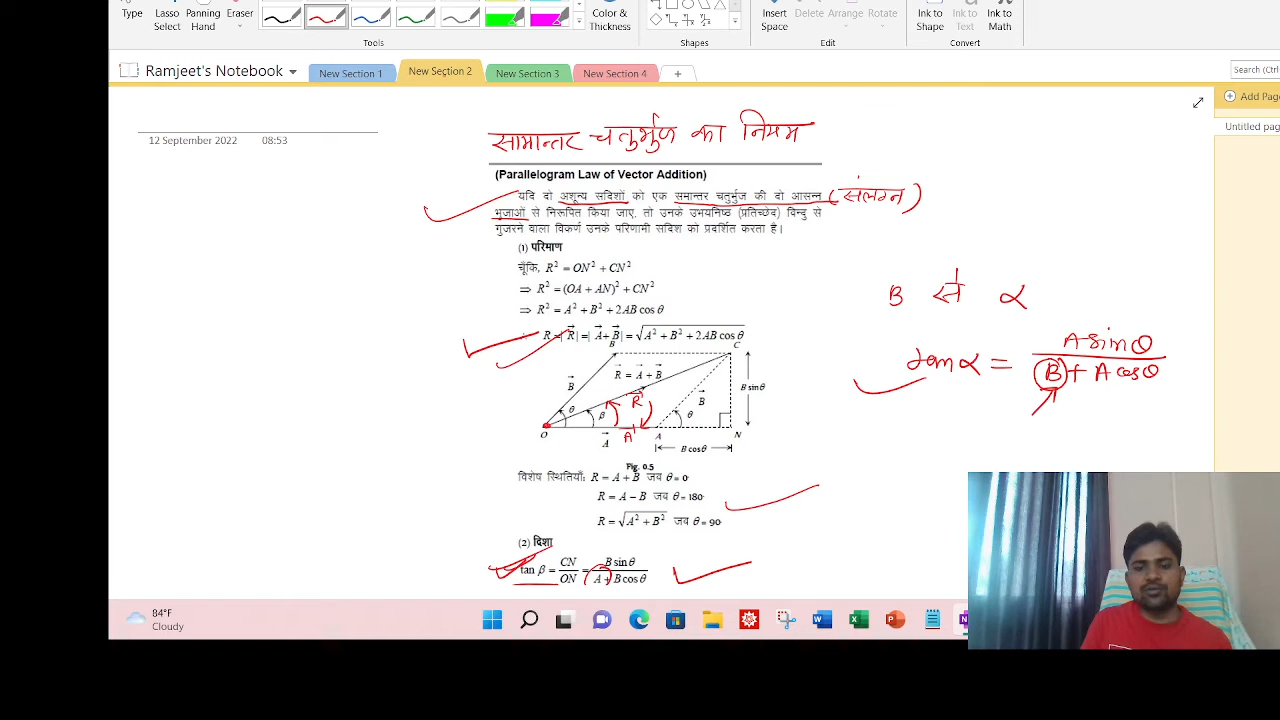 Type Lasso Select Panning Hand Eraser Color & Thickness Insert Space Delete Arrange Rotate Ink to Shape Ink to Text Ink to Math
Tools Shapes Edit Convert
Ramjeet's Notebook New Section 1 New Section 2 New Section 3 New Section 4 + Search (Ctrl
Add Page
Untitled pag
12 September 2022 08:53
सामान्तर चतुर्भुज का नियम
(Parallelogram Law of Vector Addition)
यदि दो अशून्य सदिशों को एक समान्तर चतुर्भुज की दो आसन्न (संलग्न)
भुजाओं से निरूपित किया जाए, तो उनके उभयनिष्ठ (प्रतिच्छेद) बिन्दु से
गुजरने वाला विकर्ण उनके परिणामी सदिश को प्रदर्शित करता है।
(1) परिमाण
चूँकि, R² = ON² + CN²
⇒ R² = (OA + AN)² + CN²
⇒ R² = A² + B² + 2AB cos θ
∴ R = |R⃗| = |A⃗ + B⃗| = √(A² + B² + 2AB cos θ)
B से α
tan α = A sin θ / (B + A cos θ)
B C
R⃗ = A⃗ + B⃗
B⃗ B⃗ B sin θ
θ β R θ
O A⃗ A A N
B cos θ
Fig. 0.5
विशेष स्थितियाँ: R = A + B जब θ = 0
R = A – B जब θ = 180
R = √(A² + B²) जब θ = 90
(2) दिशा
tan β = CN/ON = B sin θ / (A + B cos θ)
84°F
Cloudy